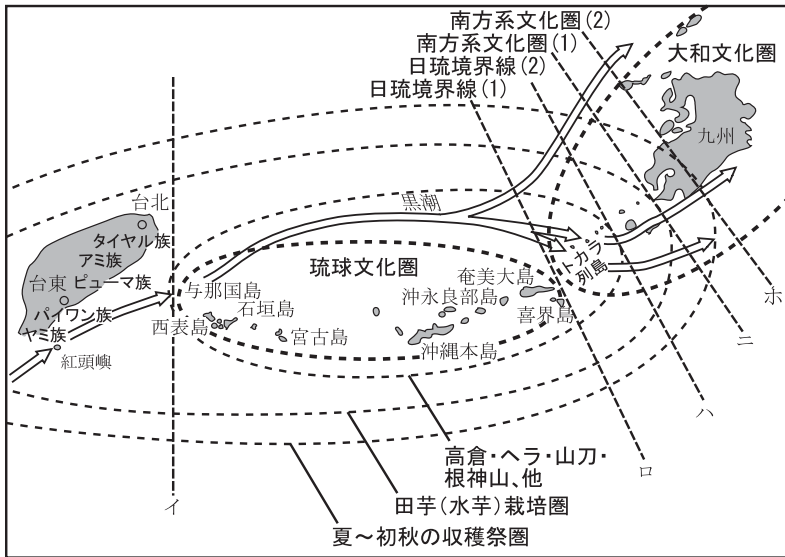 南方系文化圏(2)
南方系文化圏(1)
日琉境界線(2)
日琉境界線(1)
大和文化圏
九州
黒潮
台北
タイヤル族
アミ族
台東
ピューマ族
パイワン族
ヤミ族
紅頭嶼
琉球文化圏
与那国島
石垣島
西表島
宮古島
奄美大島
沖永良部島
喜界島
沖縄本島
トカラ
列島
ホ
ニ
ハ
ロ
イ
高倉・ヘラ・山刀・
根神山、他
田芋(水芋)栽培圏
夏～初秋の収穫祭圏